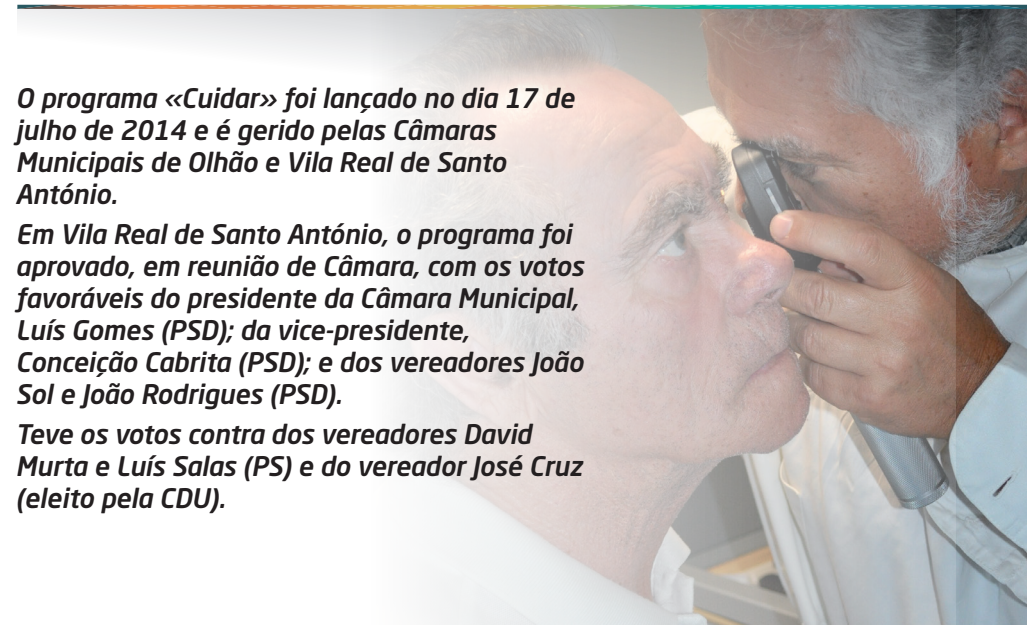 O programa «Cuidar» foi lançado no dia 17 de
julho de 2014 e é gerido pelas Câmaras
Municipais de Olhão e Vila Real de Santo
António.
Em Vila Real de Santo António, o programa foi
aprovado, em reunião de Câmara, com os votos
favoráveis do presidente da Câmara Municipal,
Luís Gomes (PSD); da vice-presidente,
Conceição Cabrita (PSD); e dos vereadores João
Sol e João Rodrigues (PSD).
Teve os votos contra dos vereadores David
Murta e Luís Salas (PS) e do vereador José Cruz
(eleito pela CDU).